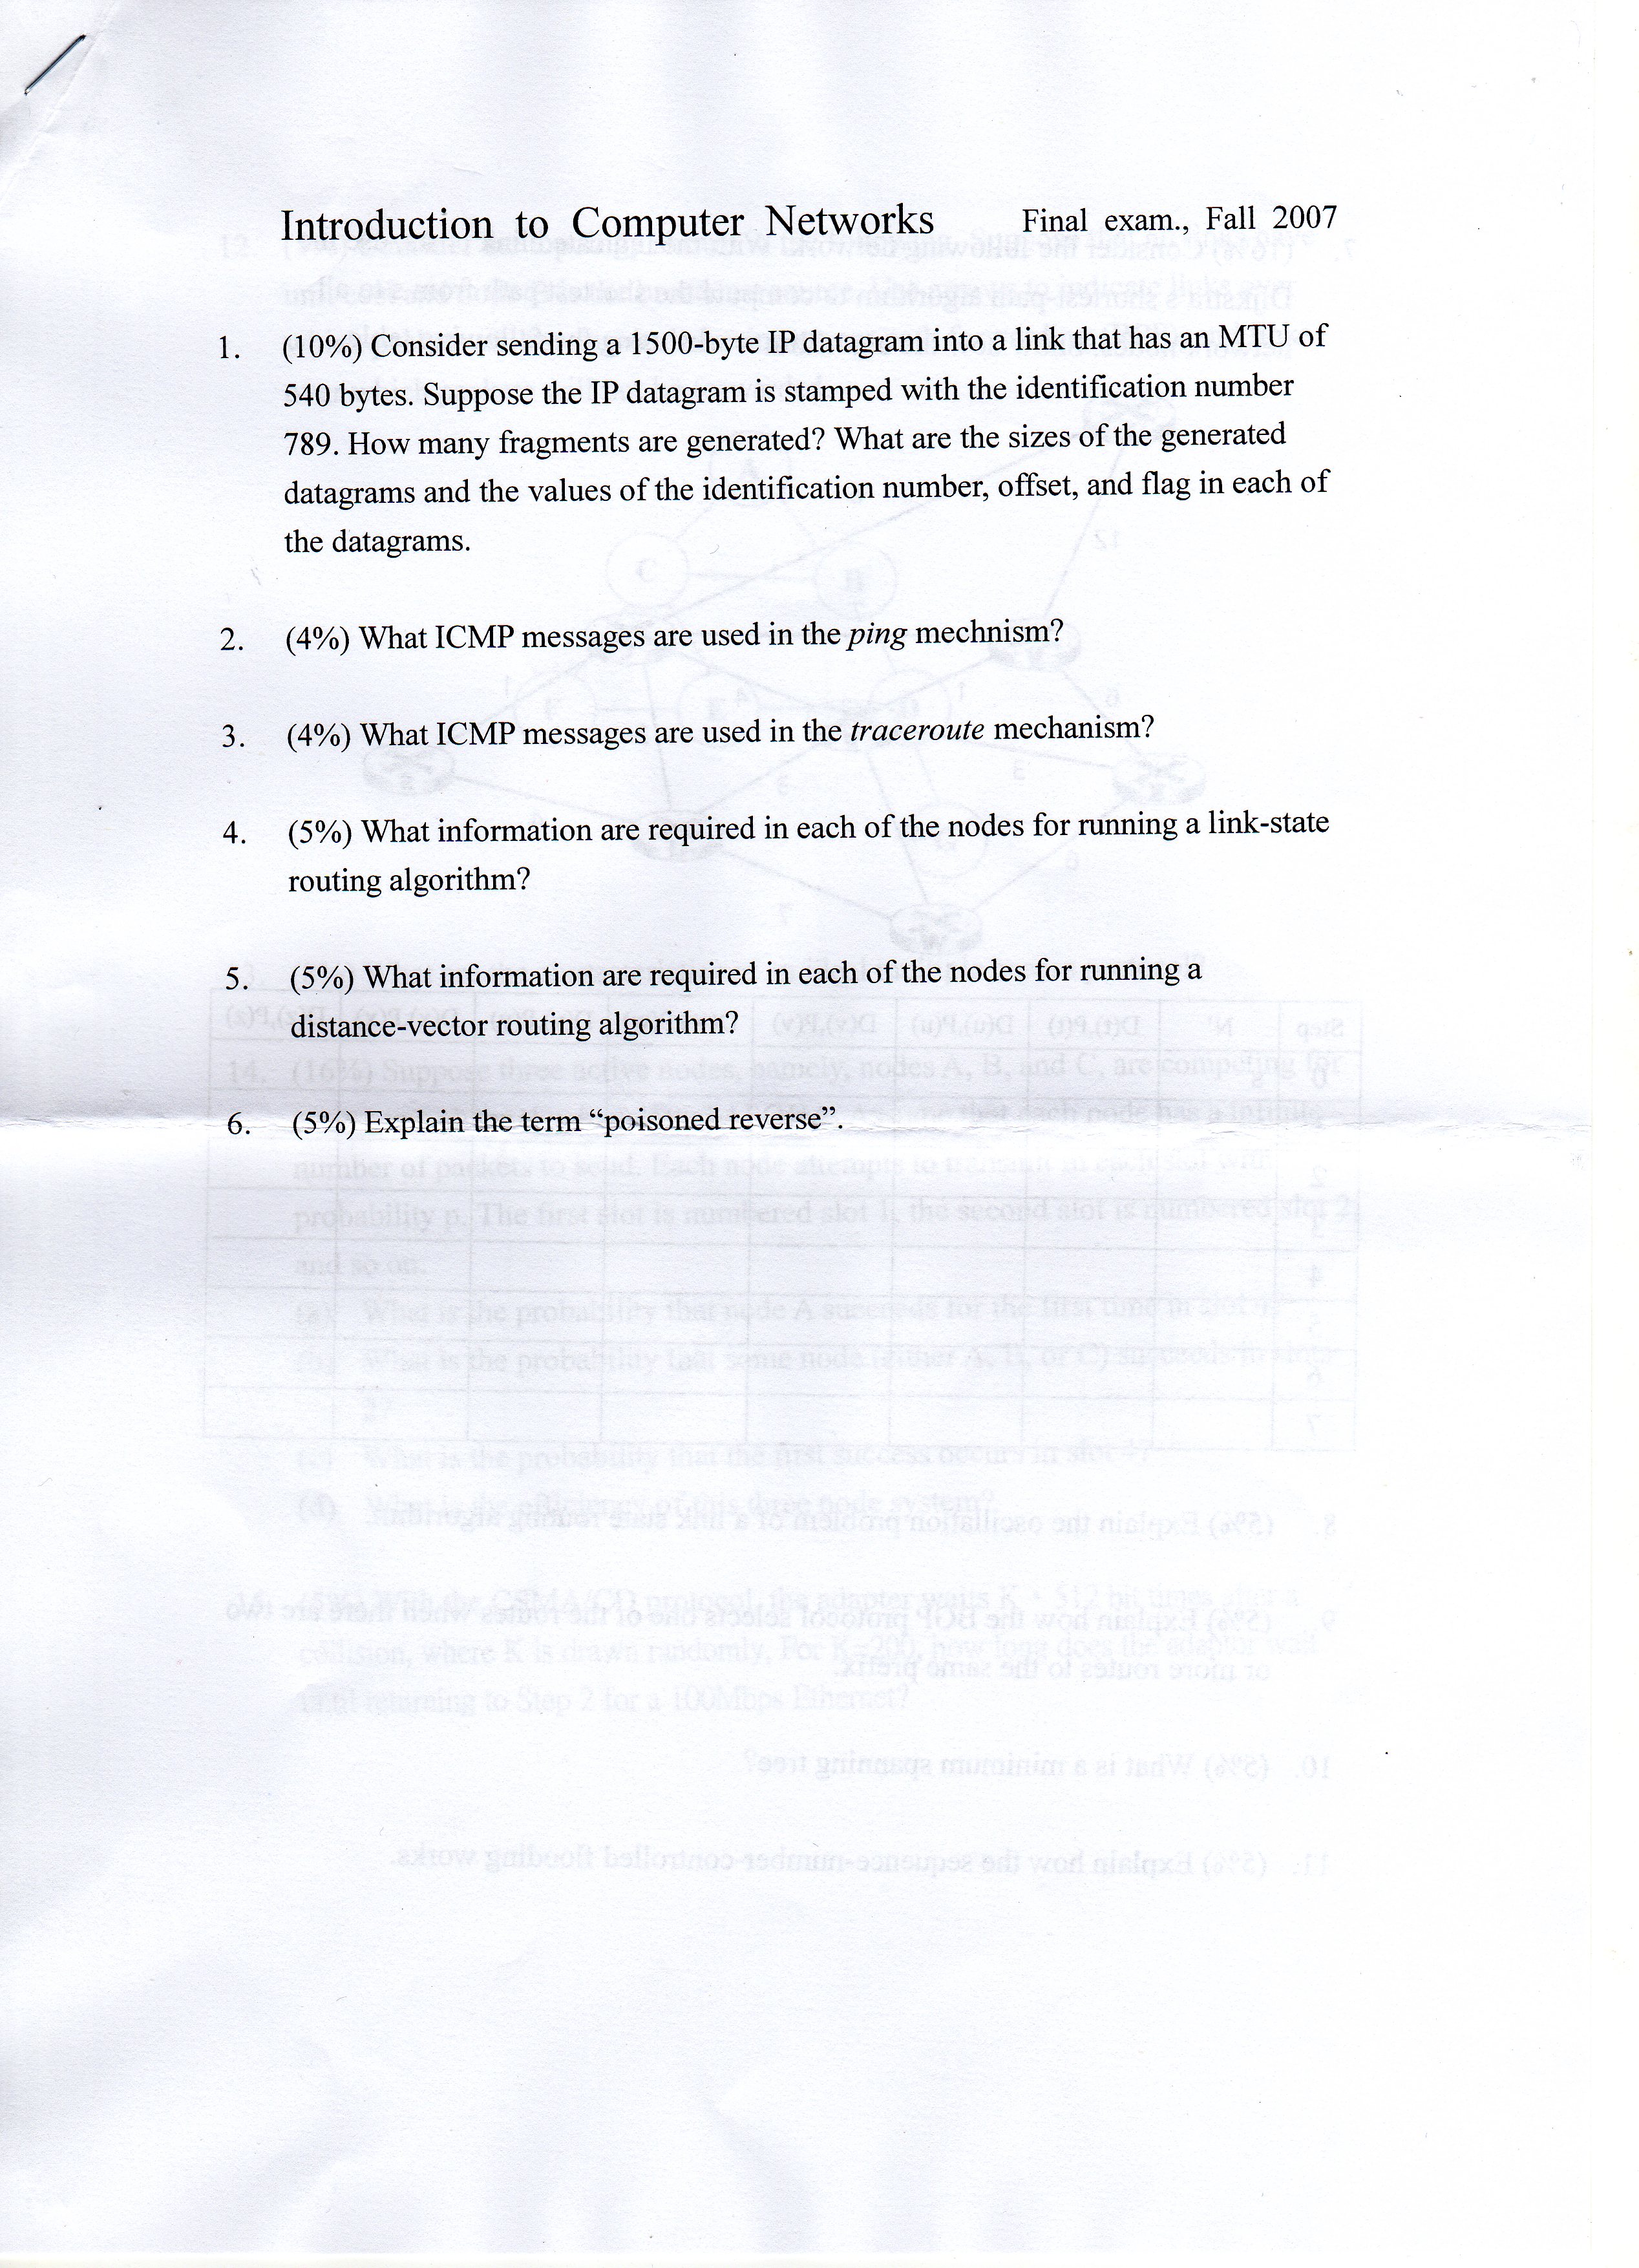 Introduction to Computer Networks Final exam., Fall 2007
1. (10%) Consider sending a 1500-byte IP datagram into a link that has an MTU of
540 bytes. Suppose the IP datagram is stamped with the identification number
789. How many fragments are generated? What are the sizes of the generated
datagrams and the values of the identification number, offset, and flag in each of
the datagrams.
2. (4%) What ICMP messages are used in the ping mechnism?
3. (4%) What ICMP messages are used in the traceroute mechanism?
4. (5%) What information are required in each of the nodes for running a link-state
routing algorithm?
5. (5%) What information are required in each of the nodes for running a
distance-vector routing algorithm?
6. (5%) Explain the term “poisoned reverse”.